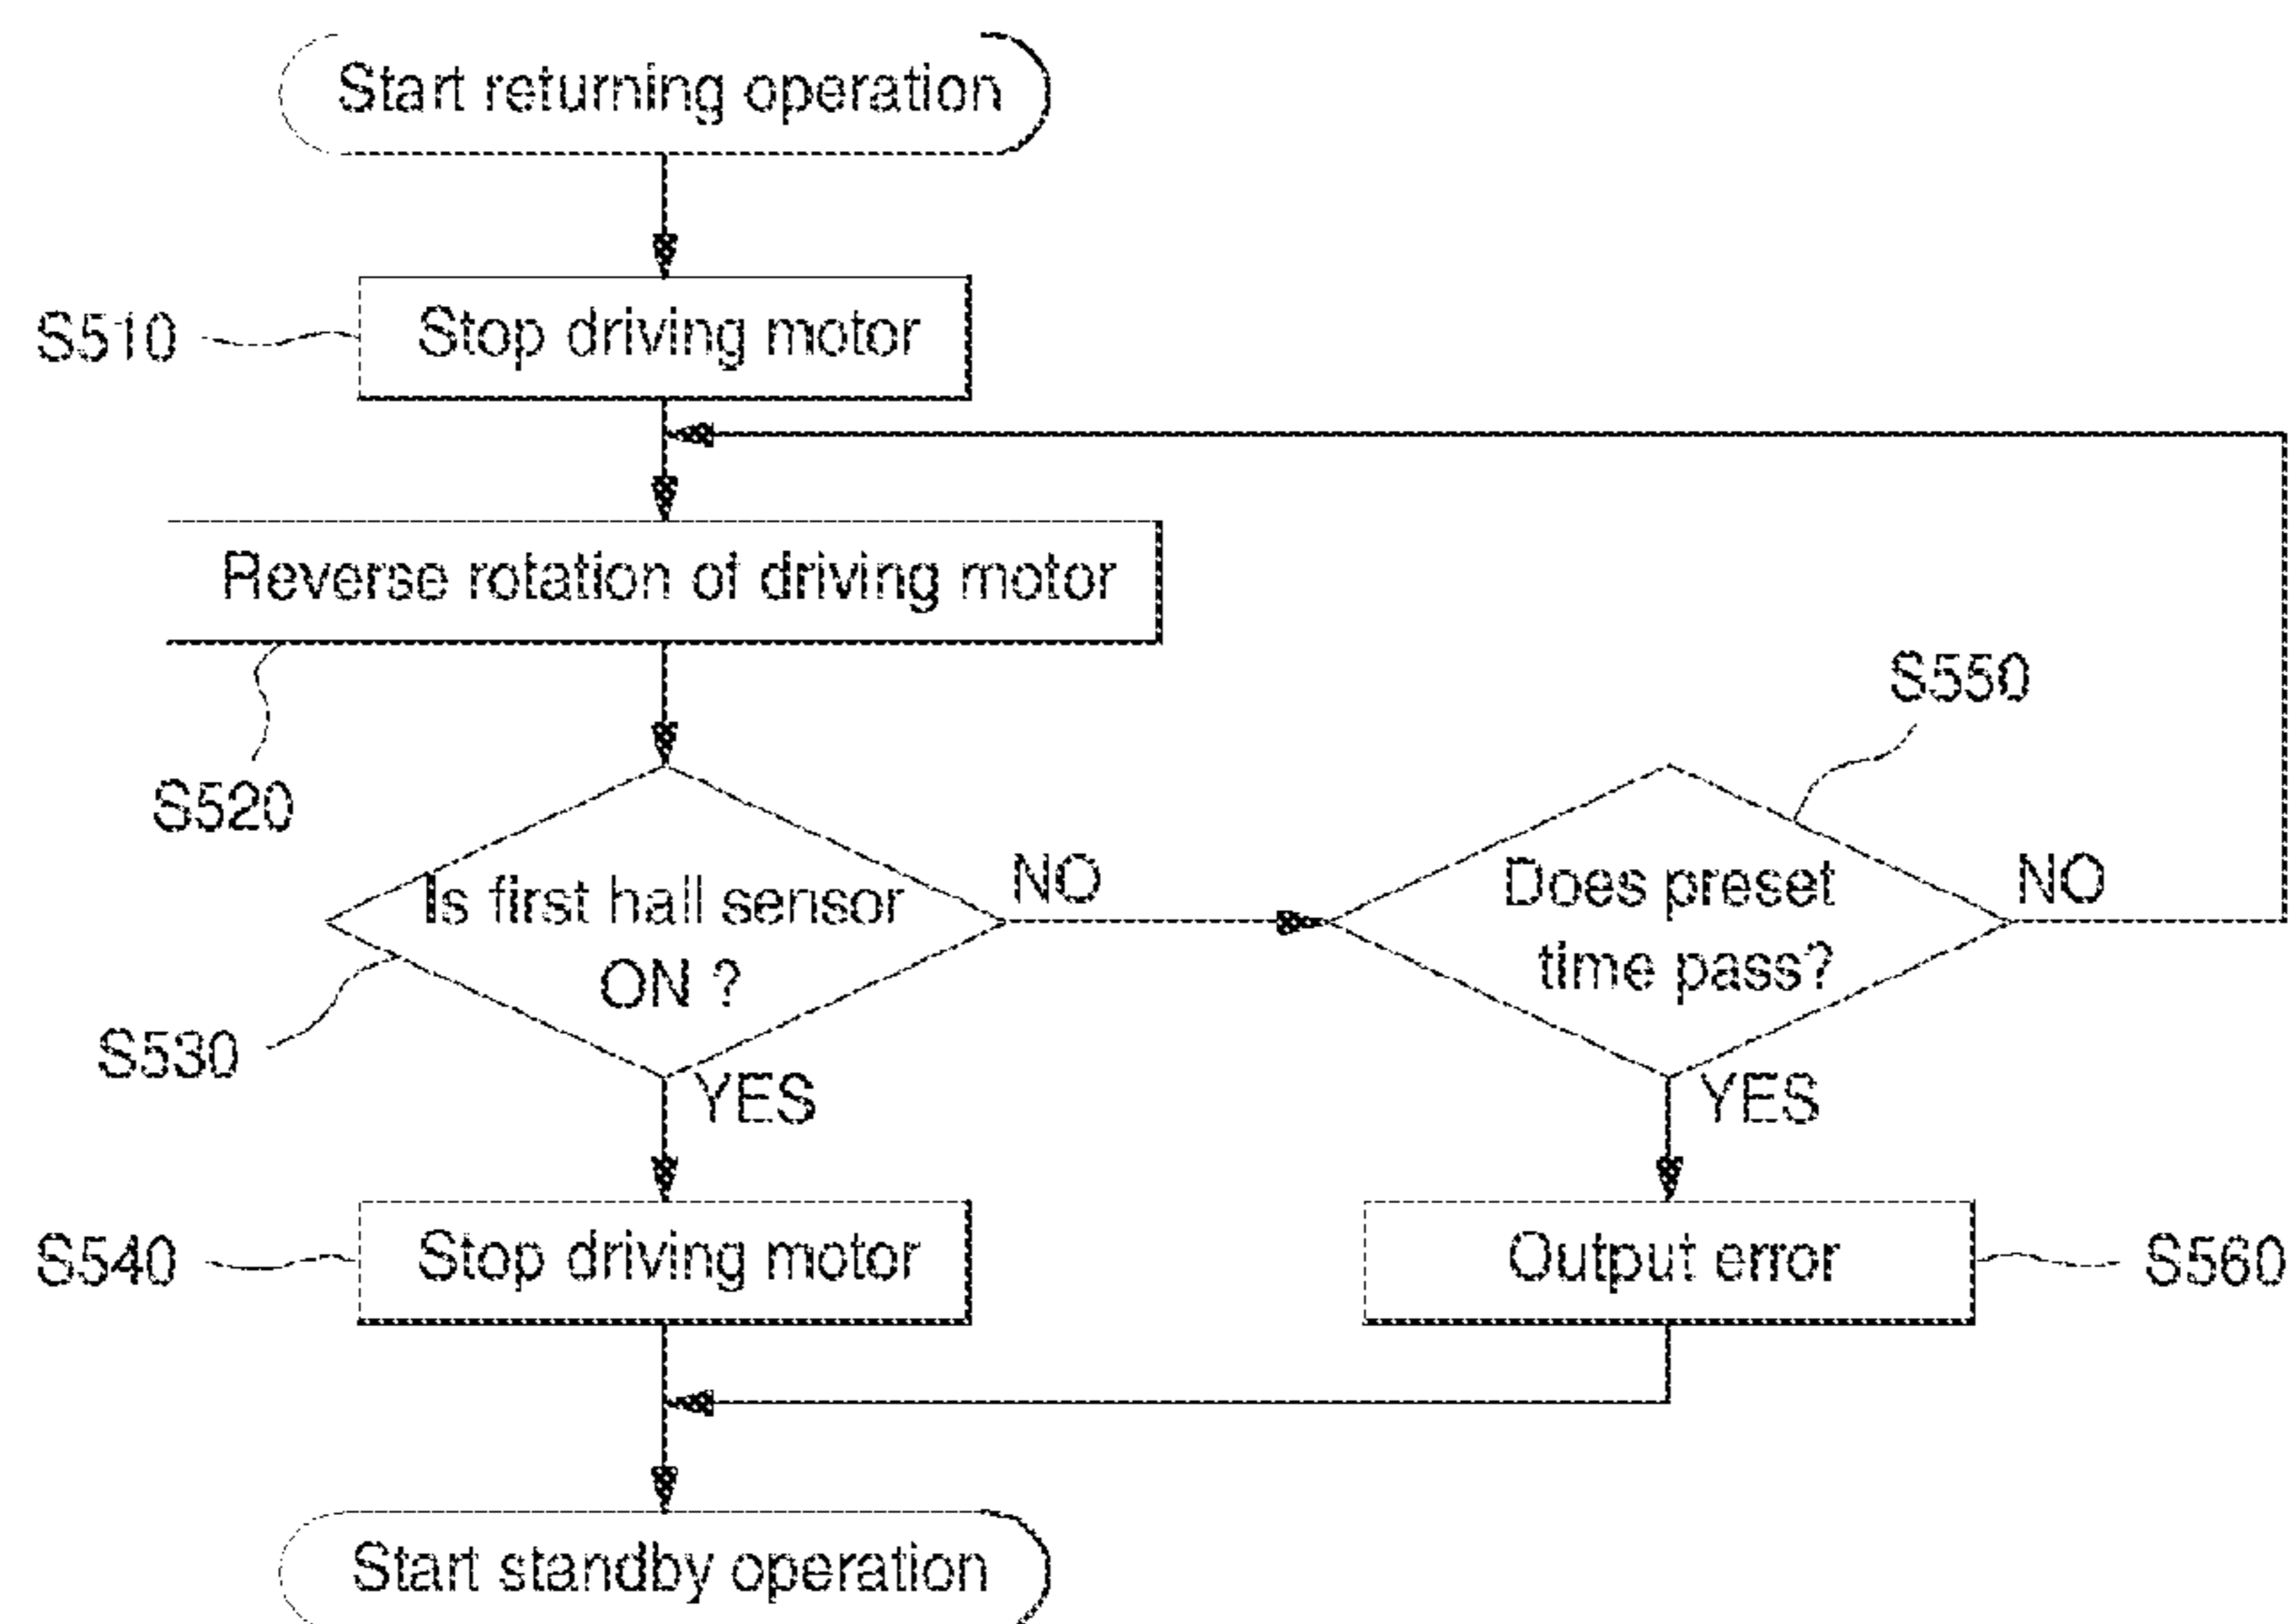 Start returning operation
S510
Stop driving motor
Reverse rotation of driving motor
S520
S550
Is first hall sensor
ON ?
NO
Does preset
time pass?
NO
S530
YES
YES
S540
Stop driving motor
Output error
S560
Start standby operation